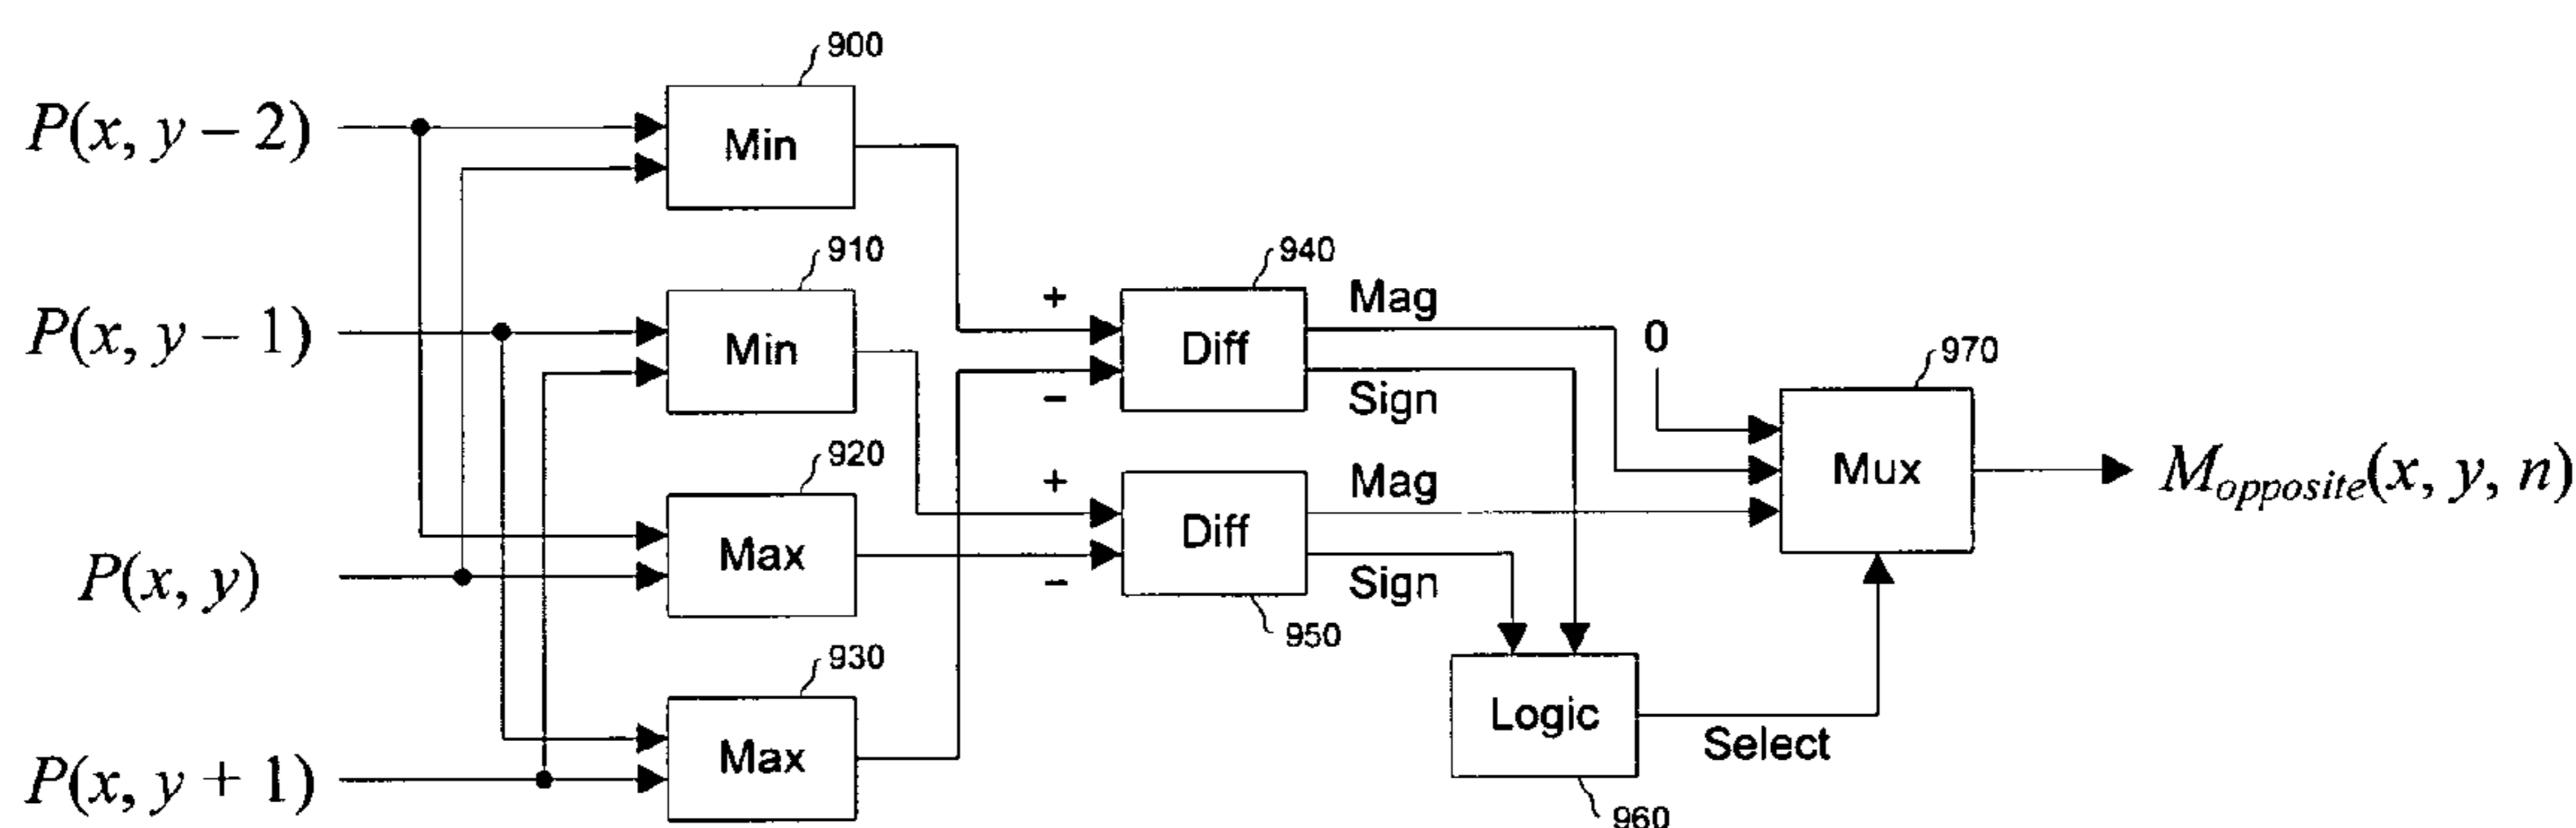 900
P(x, y − 2)
Min
910
P(x, y − 1)
Min
920
P(x, y)
Max
930
P(x, y + 1)
Max
940
+
−
Diff
Mag
Sign
+
−
Diff
Mag
Sign
950
0
970
Mux
M_opposite(x, y, n)
Logic
Select
960